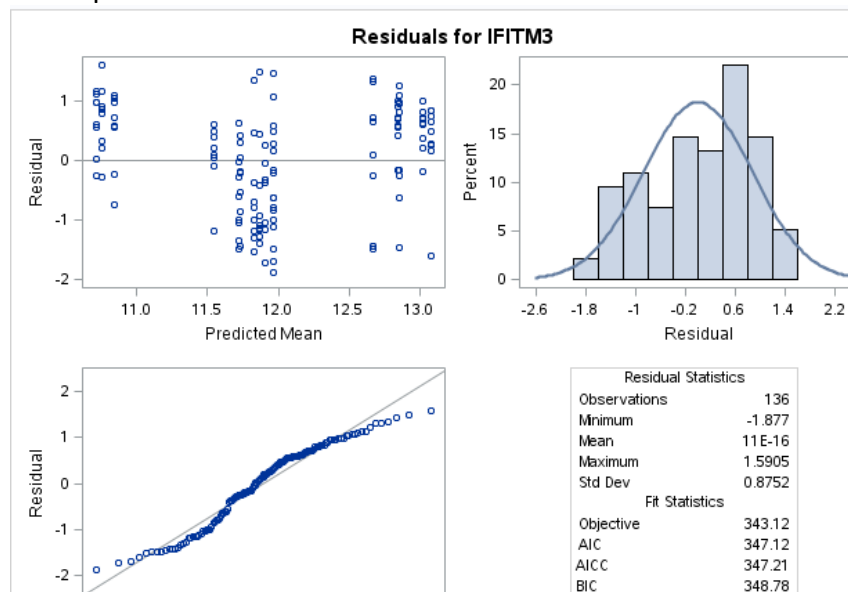 Residuals for IFITM3
1
0
-1
-2
Residual
11.0 11.5 12.0 12.5 13.0
Predicted Mean
20
15
10
5
0
Percent
-2.6 -1.8 -1 -0.2 0.6 1.4 2.2
Residual
2
1
0
-1
-2
Residual
Residual Statistics
Observations 136
Minimum -1.877
Mean 11E-16
Maximum 1.5905
Std Dev 0.8752
Fit Statistics
Objective 343.12
AIC 347.12
AICC 347.21
BIC 348.78